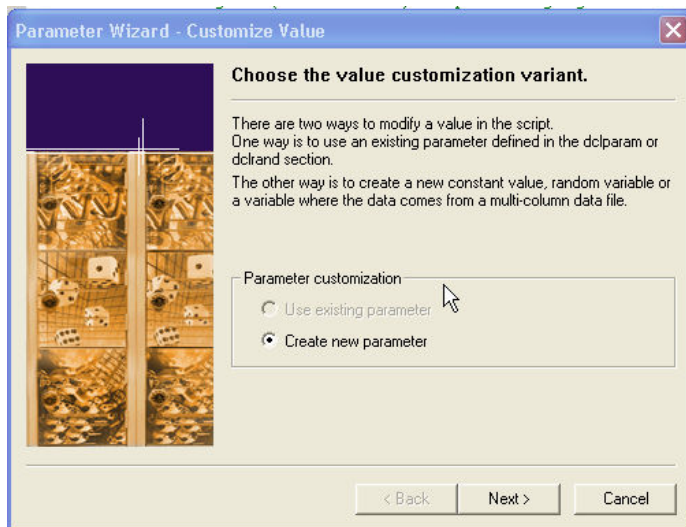 Parameter Wizard - Customize Value
Choose the value customization variant.
There are two ways to modify a value in the script.
One way is to use an existing parameter defined in the dclparam or
dclrand section.
The other way is to create a new constant value, random variable or
a variable where the data comes from a multi-column data file.
Parameter customization
Use existing parameter
Create new parameter
< Back
Next >
Cancel